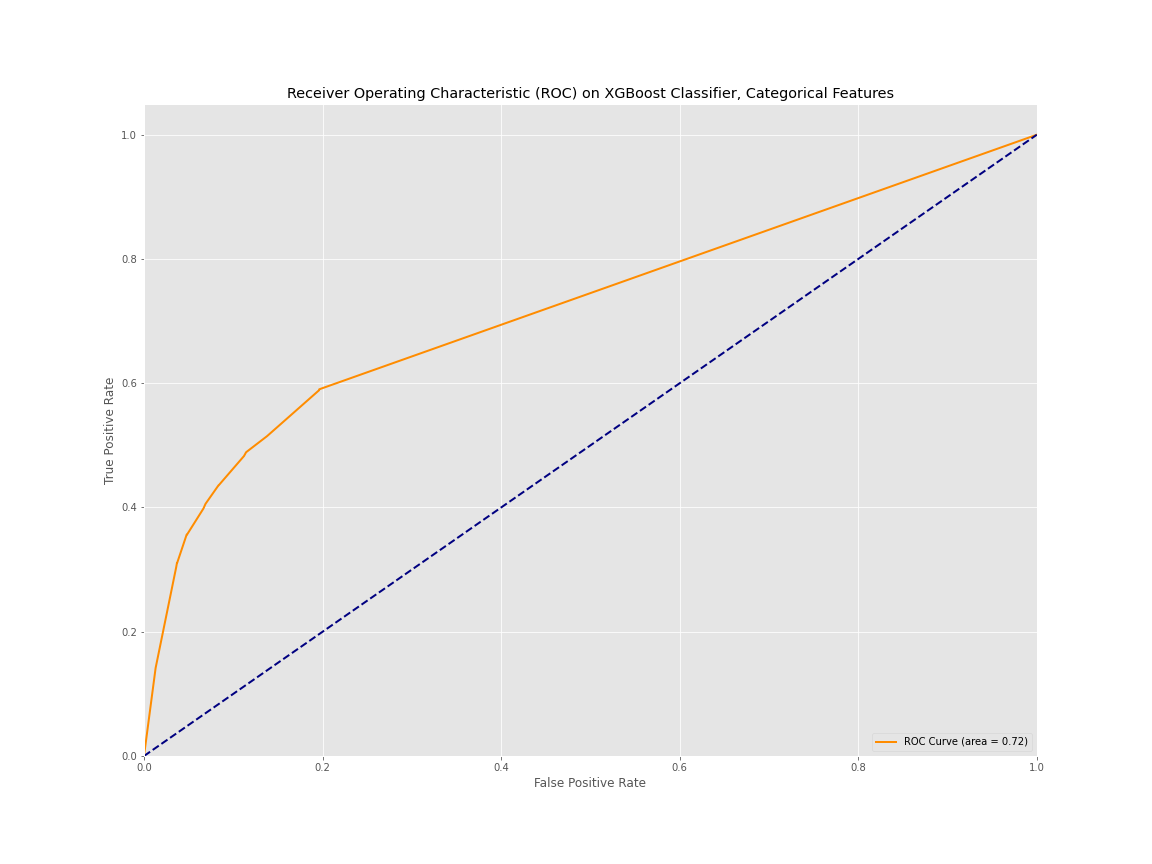 Receiver Operating Characteristic (ROC) on XGBoost Classifier, Categorical Features
1.0
0.8
0.6
0.4
0.2
0.0
True Positive Rate
ROC Curve (area = 0.72)
0.0 0.2 0.4 0.6 0.8 1.0
False Positive Rate